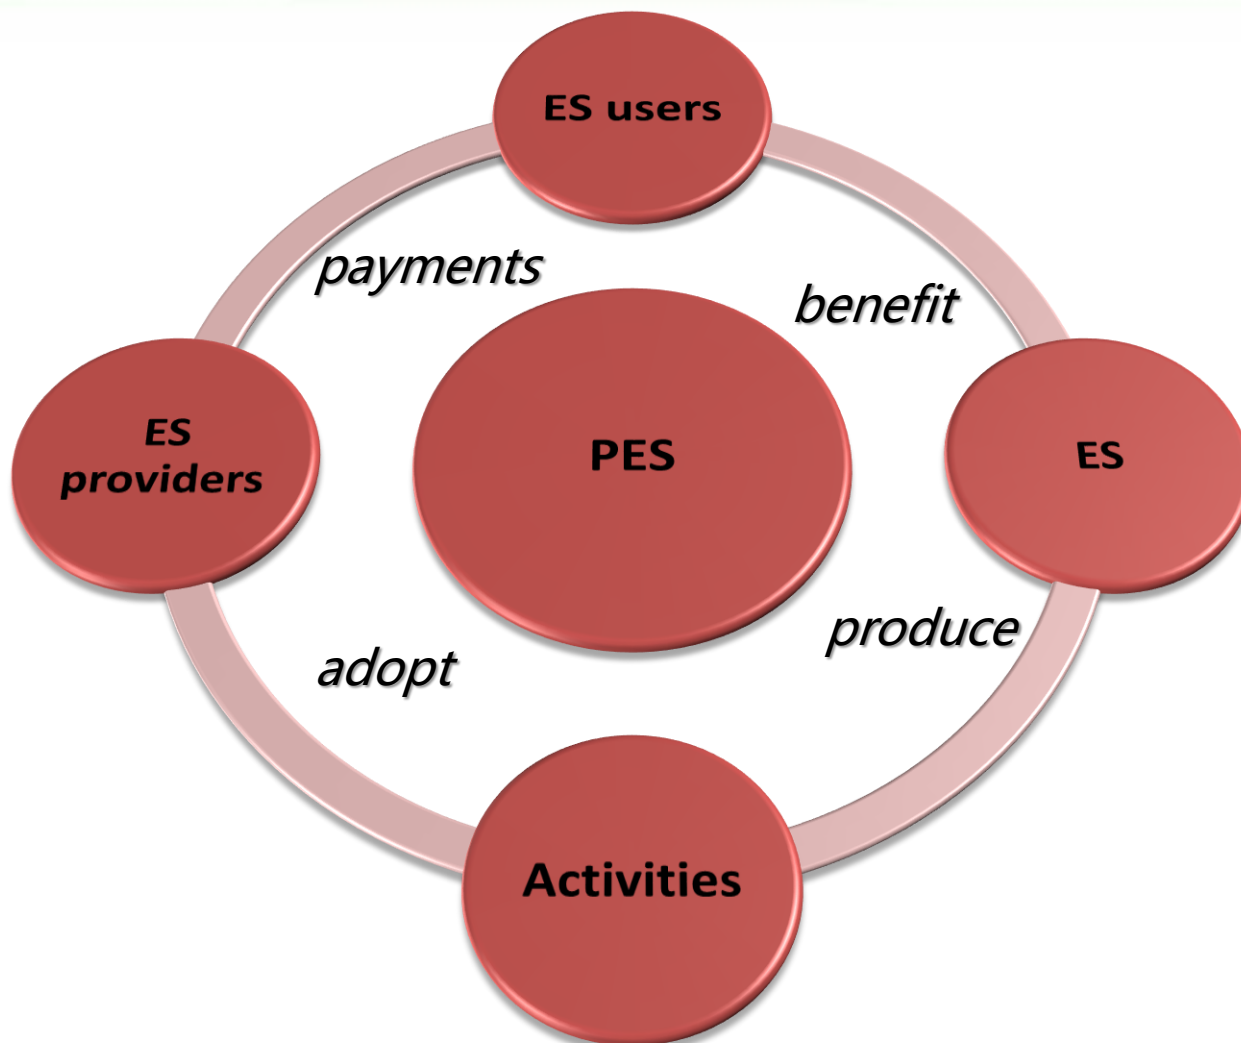 ES users
payments
benefit
ES
providers
PES
ES
adopt
produce
Activities